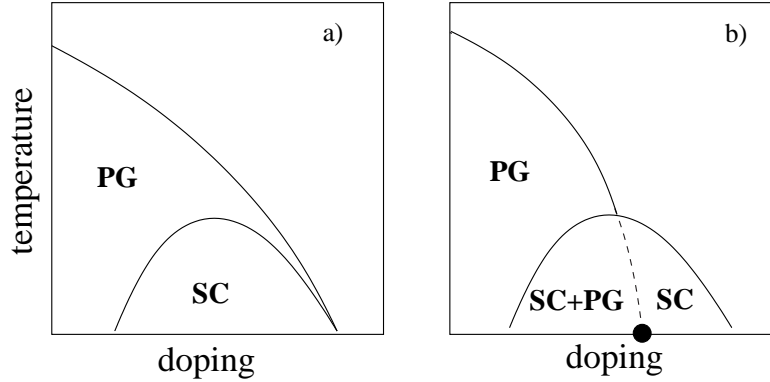 temperature
a)
PG
SC
doping
b)
PG
SC+PG SC
doping